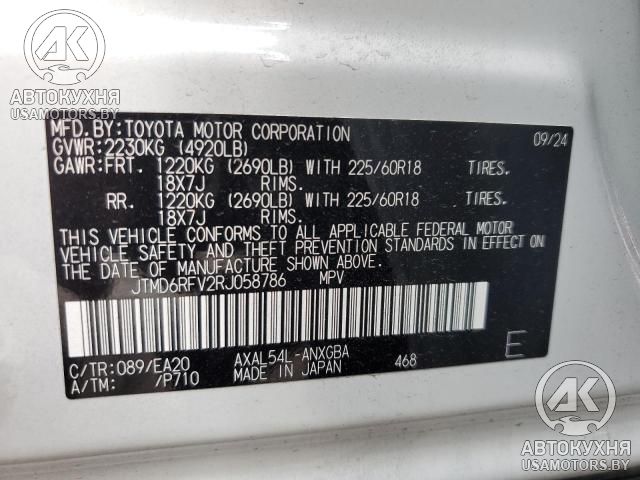 АК
АВТОКУХНЯ
USAMOTORS.BY
MFD.BY:TOYOTA MOTOR CORPORATION 09/24
GVWR:2230KG (4920LB)
GAWR:FRT. 1220KG (2690LB) WITH 225/60R18 TIRES.
18X7J RIMS.
RR. 1220KG (2690LB) WITH 225/60R18 TIRES.
18X7J RIMS.
THIS VEHICLE CONFORMS TO ALL APPLICABLE FEDERAL MOTOR
VEHICLE SAFETY AND THEFT PREVENTION STANDARDS IN EFFECT ON
THE DATE OF MANUFACTURE SHOWN ABOVE.
JTMD6RFV2RJ058786 MPV
C/TR:089/EA20 AXAL54L-ANXGBA 468 E
A/TM: /P710 MADE IN JAPAN
АК
АВТОКУХНЯ
USAMOTORS.BY